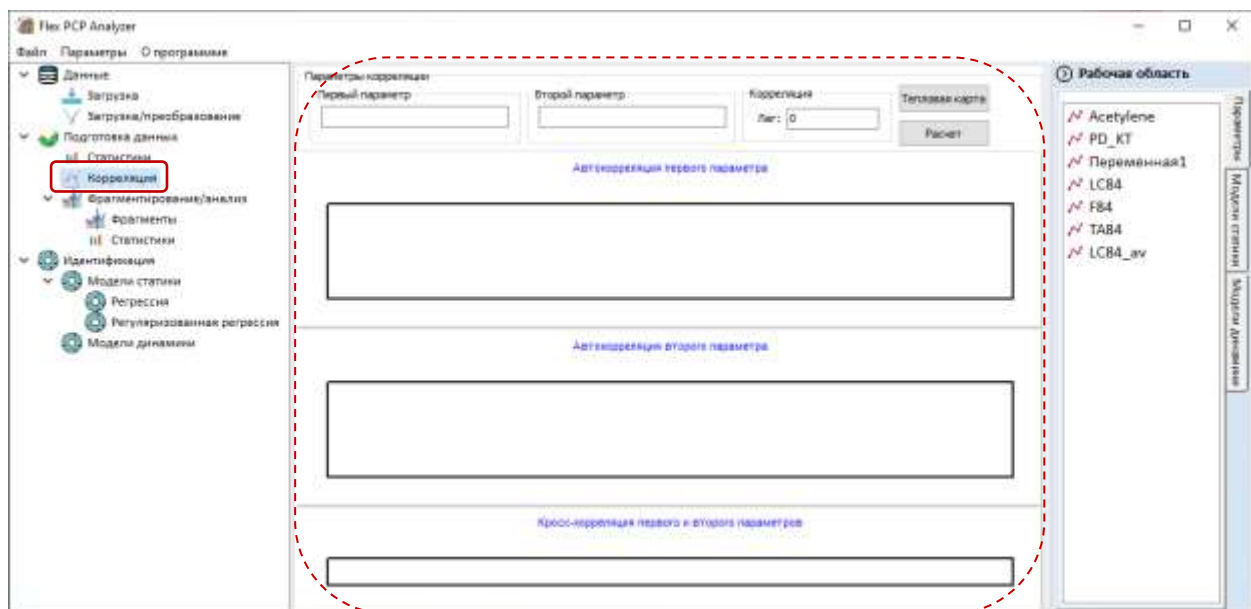 Flex PCP Analyzer
Файл Параметры О программе
Данные
Загрузка
Загрузка/преобразование
Подготовка данных
Статистики
Корреляция
Фрагментирование/анализ
Фрагменты
Статистики
Идентификация
Модели статики
Регрессия
Регуляризованная регрессия
Модели динамики
Параметры корреляции
Первый параметр
Второй параметр
Корреляция
Лаг: 0
Тепловая карта
Расчет
Автокорреляция первого параметра
Автокорреляция второго параметра
Кросс-корреляция первого и второго параметров
Рабочая область
Acetylene
PD_KT
Переменная1
LC84
F84
TA84
LC84_av
Параметры
Модели статики
Модели динамики